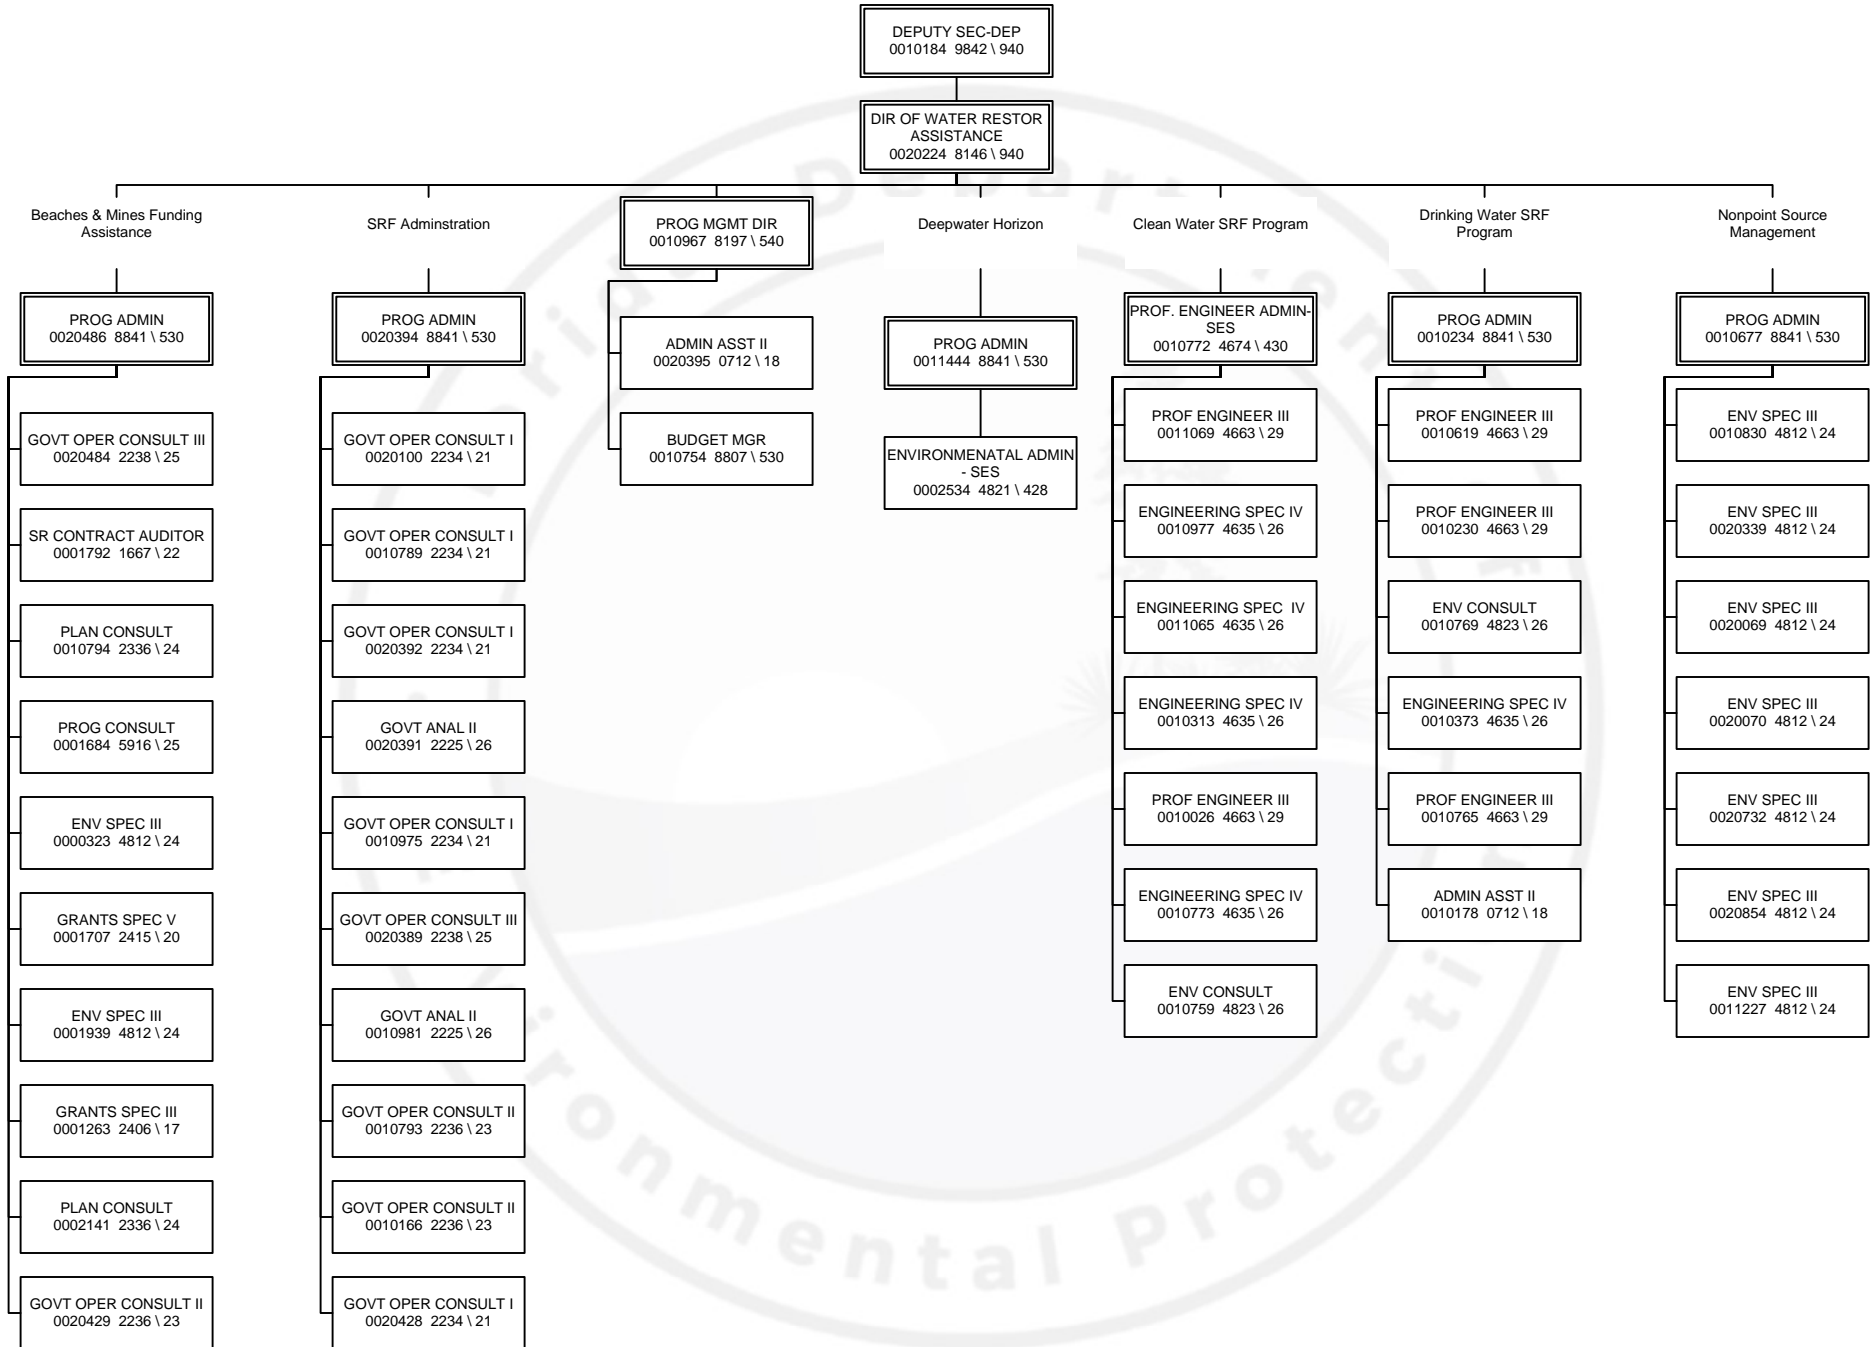 DEPUTY SEC-DEP
0010184 9842 \ 940
DIR OF WATER RESTOR
ASSISTANCE
0020224 8146 \ 940
Beaches & Mines Funding
Assistance
PROG ADMIN
0020486 8841 \ 530
GOVT OPER CONSULT III
0020484 2238 \ 25
SR CONTRACT AUDITOR
0001792 1667 \ 22
PLAN CONSULT
0010794 2336 \ 24
PROG CONSULT
0001684 5916 \ 25
ENV SPEC III
0000323 4812 \ 24
GRANTS SPEC V
0001707 2415 \ 20
ENV SPEC III
0001939 4812 \ 24
GRANTS SPEC III
0001263 2406 \ 17
PLAN CONSULT
0002141 2336 \ 24
GOVT OPER CONSULT II
0020429 2236 \ 23
SRF Adminstration
PROG ADMIN
0020394 8841 \ 530
GOVT OPER CONSULT I
0020100 2234 \ 21
GOVT OPER CONSULT I
0010789 2234 \ 21
GOVT OPER CONSULT I
0020392 2234 \ 21
GOVT ANAL II
0020391 2225 \ 26
GOVT OPER CONSULT I
0010975 2234 \ 21
GOVT OPER CONSULT III
0020389 2238 \ 25
GOVT ANAL II
0010981 2225 \ 26
GOVT OPER CONSULT II
0010793 2236 \ 23
GOVT OPER CONSULT II
0010166 2236 \ 23
GOVT OPER CONSULT I
0020428 2234 \ 21
PROG MGMT DIR
0010967 8197 \ 540
ADMIN ASST II
0020395 0712 \ 18
BUDGET MGR
0010754 8807 \ 530
Deepwater Horizon
PROG ADMIN
0011444 8841 \ 530
ENVIRONMENATAL ADMIN
- SES
0002534 4821 \ 428
Clean Water SRF Program
PROF. ENGINEER ADMIN-
SES
0010772 4674 \ 430
PROF ENGINEER III
0011069 4663 \ 29
ENGINEERING SPEC IV
0010977 4635 \ 26
ENGINEERING SPEC IV
0011065 4635 \ 26
ENGINEERING SPEC IV
0010313 4635 \ 26
PROF ENGINEER III
0010026 4663 \ 29
ENGINEERING SPEC IV
0010773 4635 \ 26
ENV CONSULT
0010759 4823 \ 26
Drinking Water SRF
Program
PROG ADMIN
0010234 8841 \ 530
PROF ENGINEER III
0010619 4663 \ 29
PROF ENGINEER III
0010230 4663 \ 29
ENV CONSULT
0010769 4823 \ 26
ENGINEERING SPEC IV
0010373 4635 \ 26
PROF ENGINEER III
0010765 4663 \ 29
ADMIN ASST II
0010178 0712 \ 18
Nonpoint Source
Management
PROG ADMIN
0010677 8841 \ 530
ENV SPEC III
0010830 4812 \ 24
ENV SPEC III
0020339 4812 \ 24
ENV SPEC III
0020069 4812 \ 24
ENV SPEC III
0020070 4812 \ 24
ENV SPEC III
0020732 4812 \ 24
ENV SPEC III
0020854 4812 \ 24
ENV SPEC III
0011227 4812 \ 24